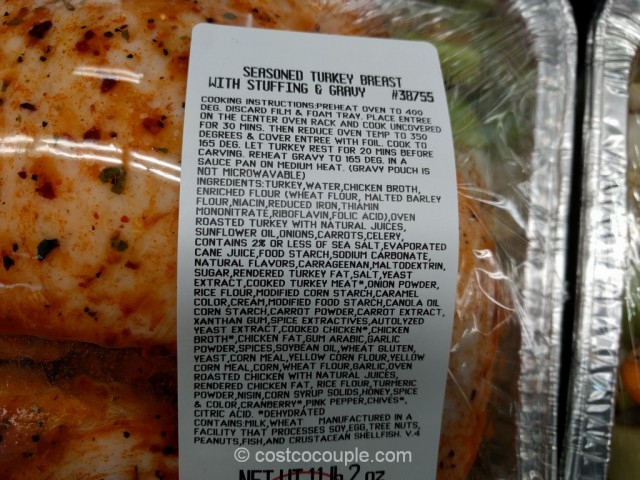 SEASONED TURKEY BREAST
WITH STUFFING & GRAVY #38755
COOKING INSTRUCTIONS:PREHEAT OVEN TO 400
DEG. DISCARD FILM & FOAM TRAY. PLACE ENTREE
ON THE CENTER OVEN RACK AND COOK UNCOVERED
FOR 30 MINS. THEN REDUCE OVEN TEMP TO 350
DEGREES & COVER ENTREE WITH FOIL. COOK TO
165 DEG. LET TURKEY REST FOR 20 MINS BEFORE
CARVING. REHEAT GRAVY TO 165 DEG. IN A
SAUCE PAN ON MEDIUM HEAT. (GRAVY POUCH IS
NOT MICROWAVABLE)
INGREDIENTS:TURKEY,WATER,CHICKEN BROTH,
ENRICHED FLOUR (WHEAT FLOUR, MALTED BARLEY
FLOUR,NIACIN,REDUCED IRON,THIAMIN
MONONITRATE,RIBOFLAVIN,FOLIC ACID),OVEN
ROASTED TURKEY WITH NATURAL JUICES,
SUNFLOWER OIL,ONIONS,CARROTS,CELERY,
CONTAINS 2% OR LESS OF SEA SALT,EVAPORATED
CANE JUICE,FOOD STARCH,SODIUM CARBONATE,
NATURAL FLAVORS,CARRAGEENAN,MALTODEXTRIN,
SUGAR,RENDERED TURKEY FAT,SALT,YEAST
EXTRACT,COOKED TURKEY MEAT*,ONION POWDER,
RICE FLOUR,MODIFIED CORN STARCH,CARAMEL
COLOR,CREAM,MODIFIED FOOD STARCH,CANOLA OIL
CORN STARCH,CARROT POWDER,CARROT EXTRACT,
XANTHAN GUM,SPICE EXTRACTIVES,AUTOLYZED
YEAST EXTRACT,COOKED CHICKEN*,CHICKEN
BROTH*,CHICKEN FAT,GUM ARABIC,GARLIC
POWDER,SPICES,SOYBEAN OIL,WHEAT GLUTEN,
YEAST,CORN MEAL,YELLOW CORN FLOUR,YELLOW
CORN MEAL,CORN,WHEAT FLOUR,GARLIC,OVEN
ROASTED CHICKEN WITH NATURAL JUICES,
RENDERED CHICKEN FAT, RICE FLOUR,TURMERIC
POWDER,NISIN,CORN SYRUP SOLIDS,HONEY,SPICE
& COLOR,CRANBERRY*,PINK PEPPER,CHIVES*,
CITRIC ACID. *DEHYDRATED
CONTAINS:MILK,WHEAT MANUFACTURED IN A
FACILITY THAT PROCESSES SOY,EGG,TREE NUTS,
PEANUTS,FISH,AND CRUSTACEAN SHELLFISH. V.4
© costcocouple.com
NET WT 11 lb 2 oz